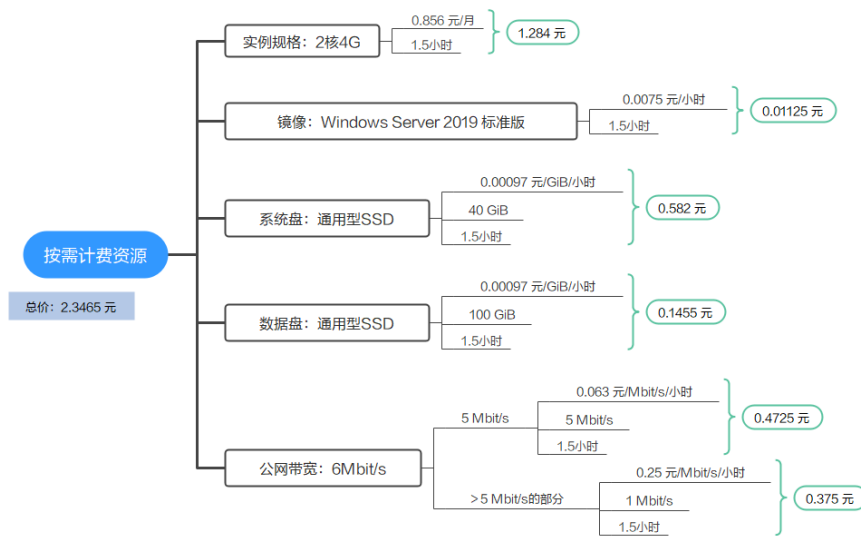 按需计费资源
总价：2.3465 元
实例规格：2核4G
0.856 元/月
1.5小时
1.284 元
镜像：Windows Server 2019 标准版
0.0075 元/小时
1.5小时
0.01125 元
系统盘：通用型SSD
0.00097 元/GiB/小时
40 GiB
1.5小时
0.582 元
数据盘：通用型SSD
0.00097 元/GiB/小时
100 GiB
1.5小时
0.1455 元
公网带宽：6Mbit/s
5 Mbit/s
0.063 元/Mbit/s/小时
5 Mbit/s
1.5小时
0.4725 元
＞5 Mbit/s的部分
0.25 元/Mbit/s/小时
1 Mbit/s
1.5小时
0.375 元